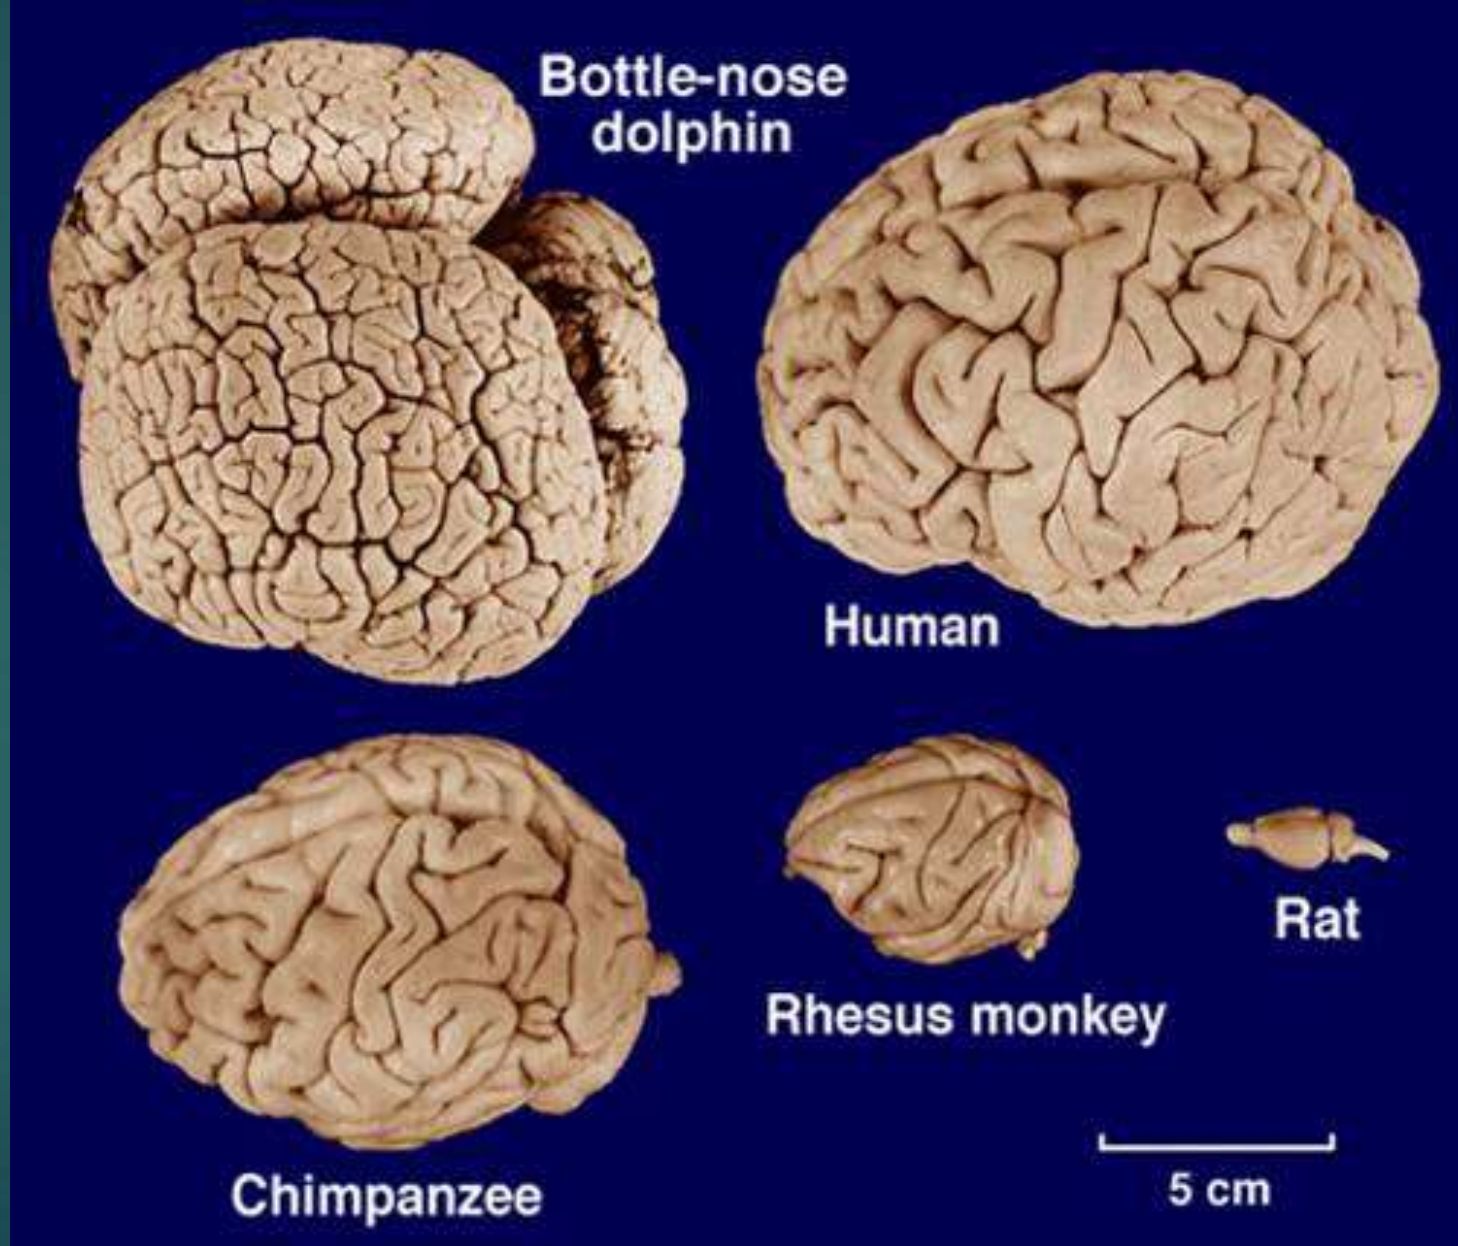 Bottle-nose
dolphin
Human
Chimpanzee
Rhesus monkey
Rat
5 cm